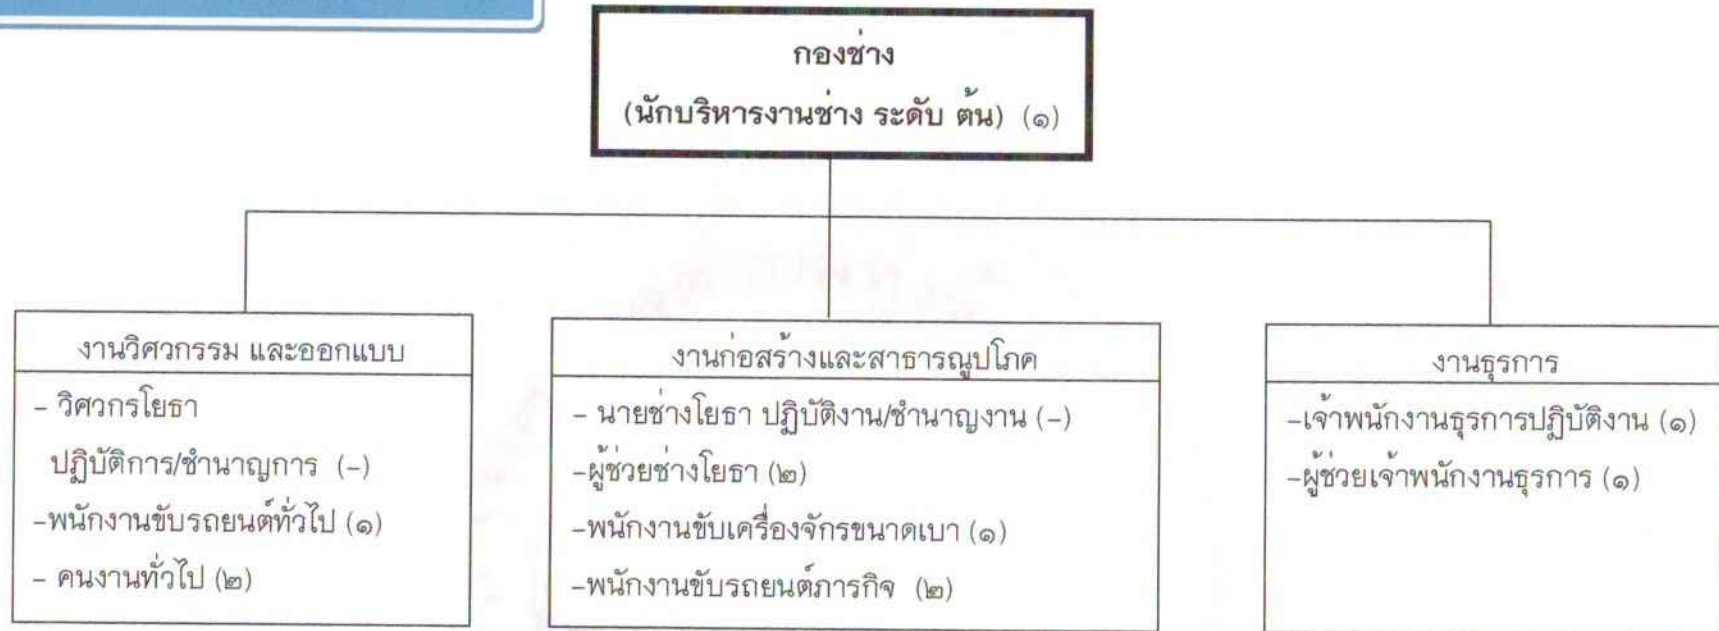 กองช่าง
(นักบริหารงานช่าง ระดับ ต้น) (๑)
งานวิศวกรรม และออกแบบ
- วิศวกรโยธา
ปฏิบัติการ/ชำนาญการ (-)
-พนักงานขับรถยนต์ทั่วไป (๑)
- คนงานทั่วไป (๒)
งานก่อสร้างและสาธารณูปโภค
- นายช่างโยธา ปฏิบัติงาน/ชำนาญงาน (-)
-ผู้ช่วยช่างโยธา (๒)
-พนักงานขับเครื่องจักรขนาดเบา (๑)
-พนักงานขับรถยนต์ภารกิจ (๒)
งานธุรการ
-เจ้าพนักงานธุรการปฏิบัติงาน (๑)
-ผู้ช่วยเจ้าพนักงานธุรการ (๑)